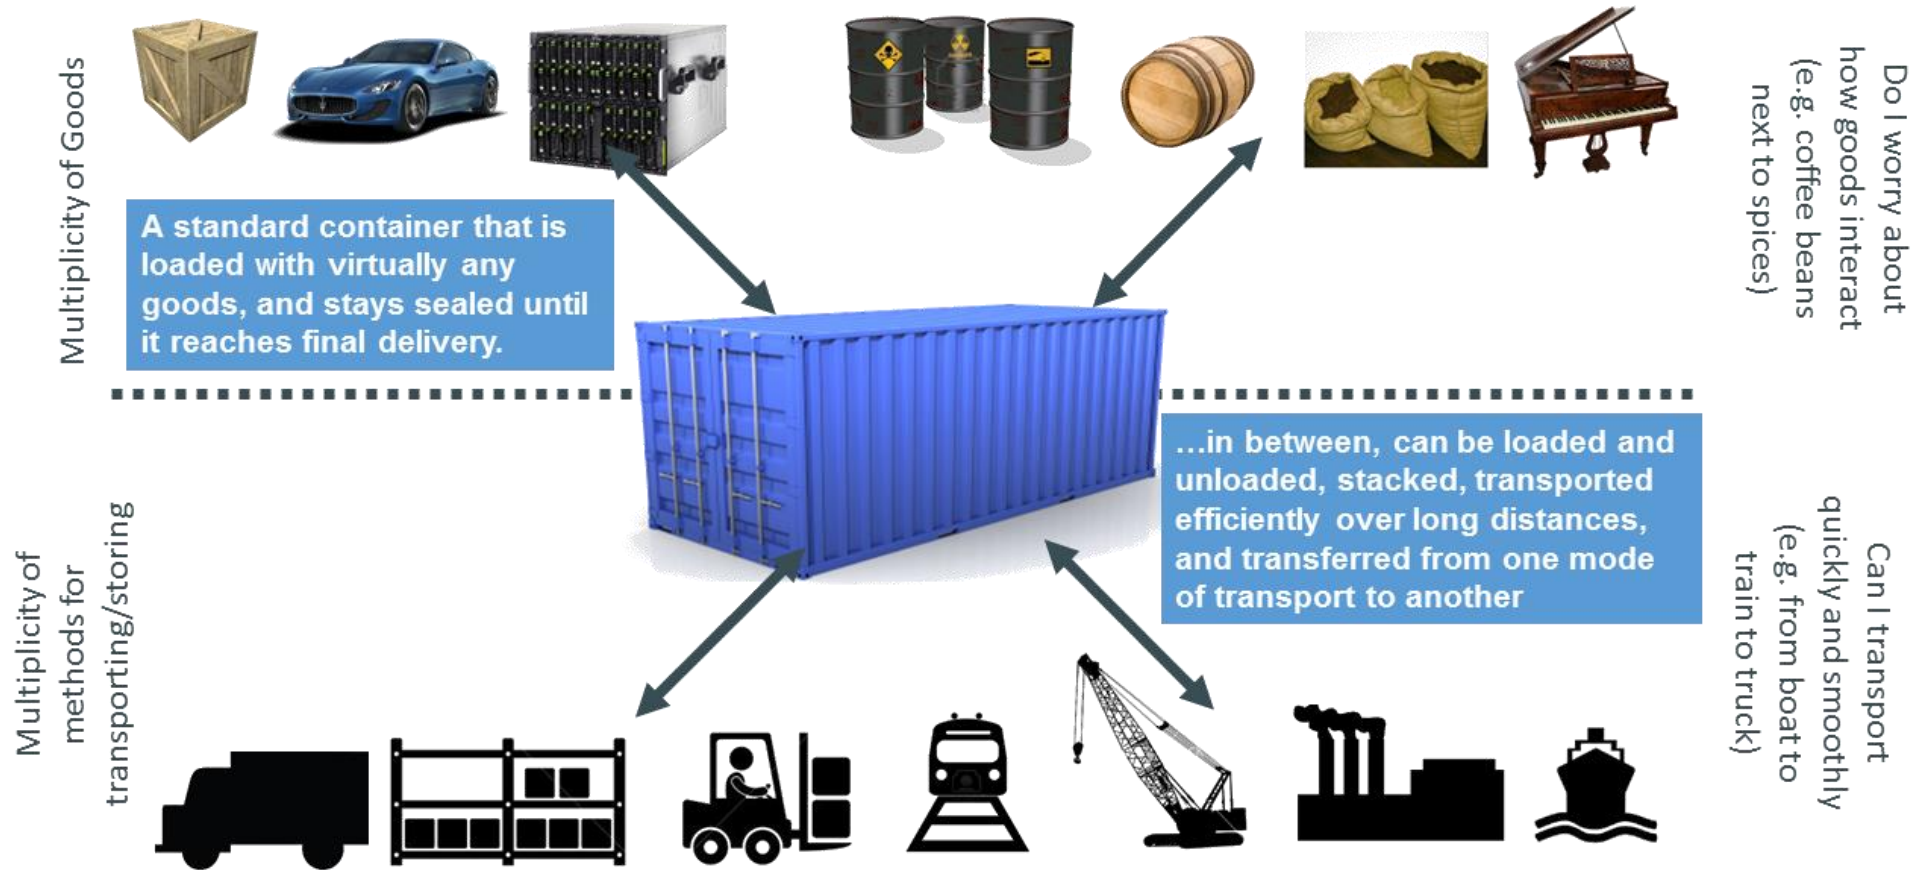 Multiplicity of Goods
Do I worry about
how goods interact
(e.g. coffee beans
next to spices)
A standard container that is
loaded with virtually any
goods, and stays sealed until
it reaches final delivery.
…in between, can be loaded and
unloaded, stacked, transported
efficiently over long distances,
and transferred from one mode
of transport to another
Multiplicity of
methods for
transporting/storing
Can I transport
quickly and smoothly
(e.g. from boat to
train to truck)